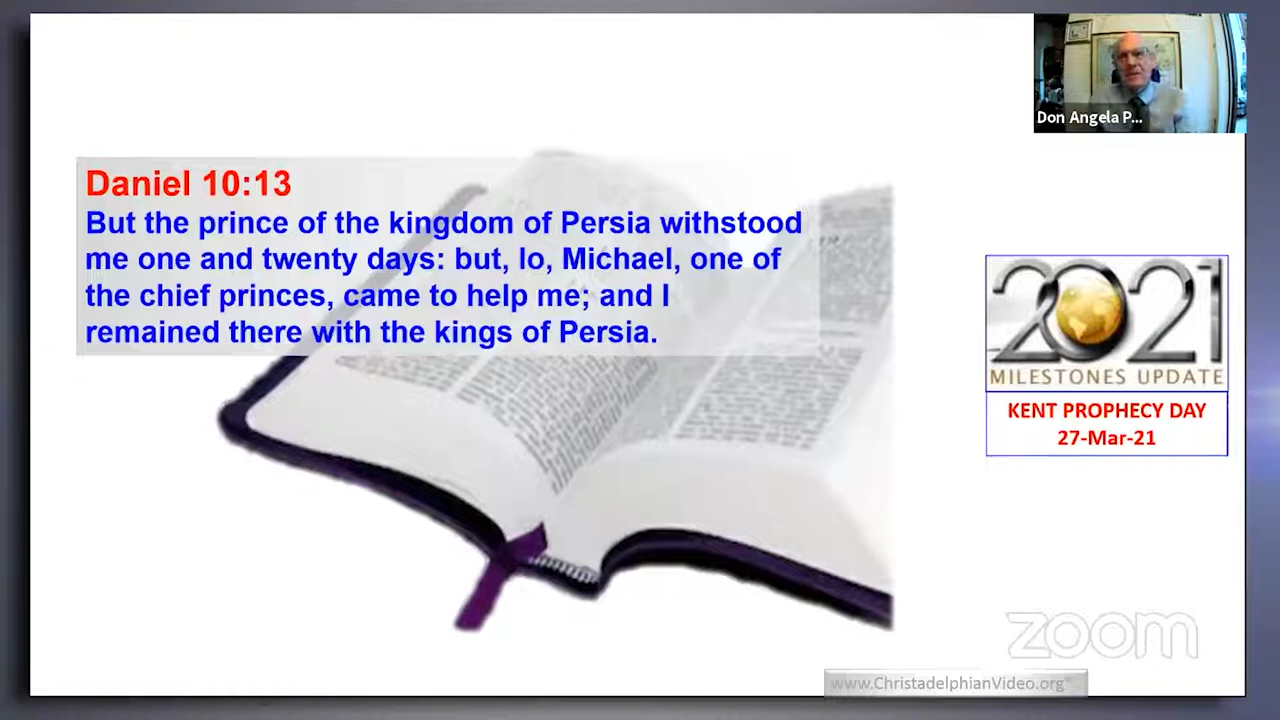 Don Angela P...
Daniel 10:13
But the prince of the kingdom of Persia withstood
me one and twenty days: but, lo, Michael, one of
the chief princes, came to help me; and I
remained there with the kings of Persia.
2021
MILESTONES UPDATE
KENT PROPHECY DAY
27-Mar-21
zoom
www.ChristadelphianVideo.org